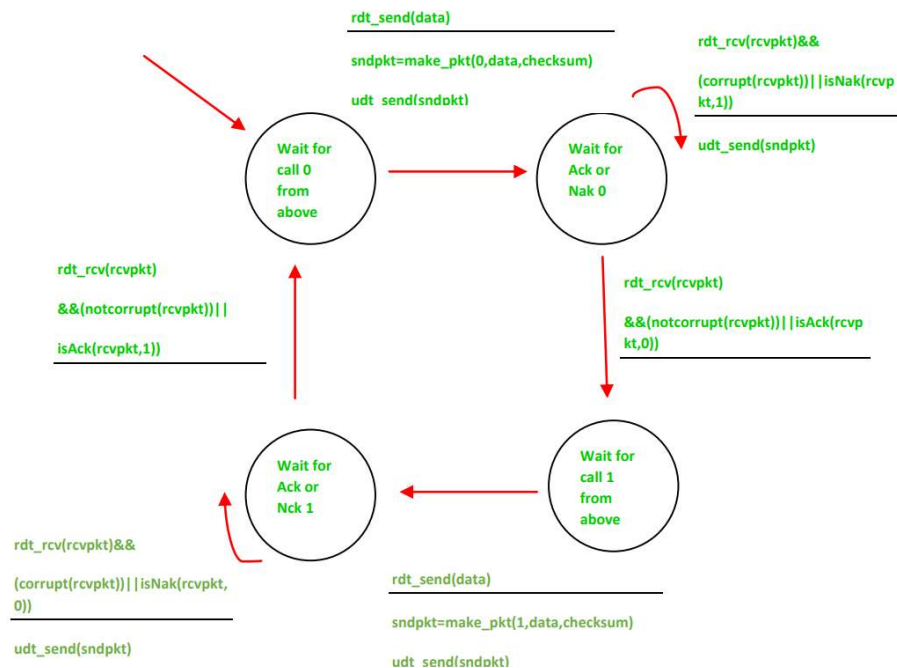 rdt_send(data)
sndpkt=make_pkt(0,data,checksum)
udt_send(sndpkt)
rdt_rcv(rcvpkt)&&
(corrupt(rcvpkt))||isNak(rcvp
kt,1))
udt_send(sndpkt)
Wait for
call 0
from
above
Wait for
Ack or
Nak 0
rdt_rcv(rcvpkt)
&&(notcorrupt(rcvpkt))||
isAck(rcvpkt,1))
rdt_rcv(rcvpkt)
&&(notcorrupt(rcvpkt))||isAck(rcvp
kt,0))
Wait for
Ack or
Nck 1
Wait for
call 1
from
above
rdt_rcv(rcvpkt)&&
(corrupt(rcvpkt))||isNak(rcvpkt,
0))
udt_send(sndpkt)
rdt_send(data)
sndpkt=make_pkt(1,data,checksum)
udt_send(sndpkt)